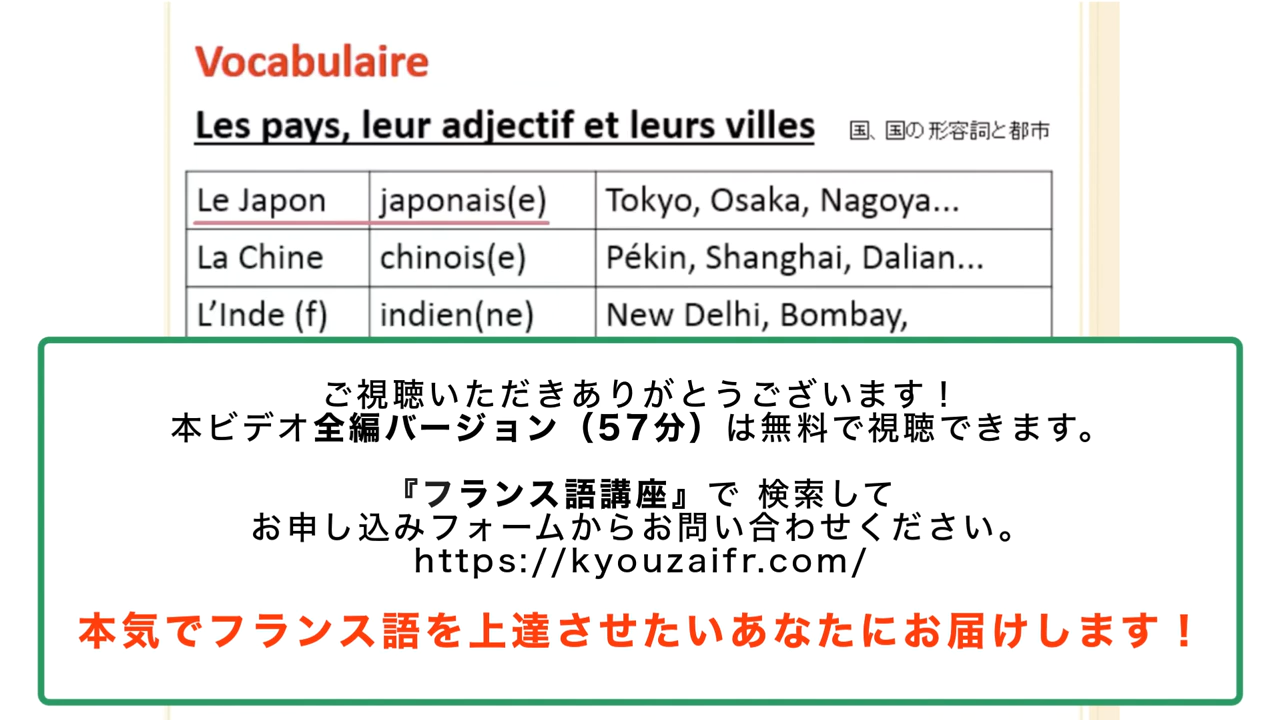 Vocabulaire
Les pays, leur adjectif et leurs villes 国、国の形容詞と都市
Le Japon japonais(e) Tokyo, Osaka, Nagoya...
La Chine chinois(e) Pékin, Shanghai, Dalian...
L'Inde (f) indien(ne) New Delhi, Bombay,
ご視聴いただきありがとうございます！
本ビデオ全編バージョン（57分）は無料で視聴できます。
『フランス語講座』で 検索して
お申し込みフォームからお問い合わせください。
https://kyouzaifr.com/
本気でフランス語を上達させたいあなたにお届けします！